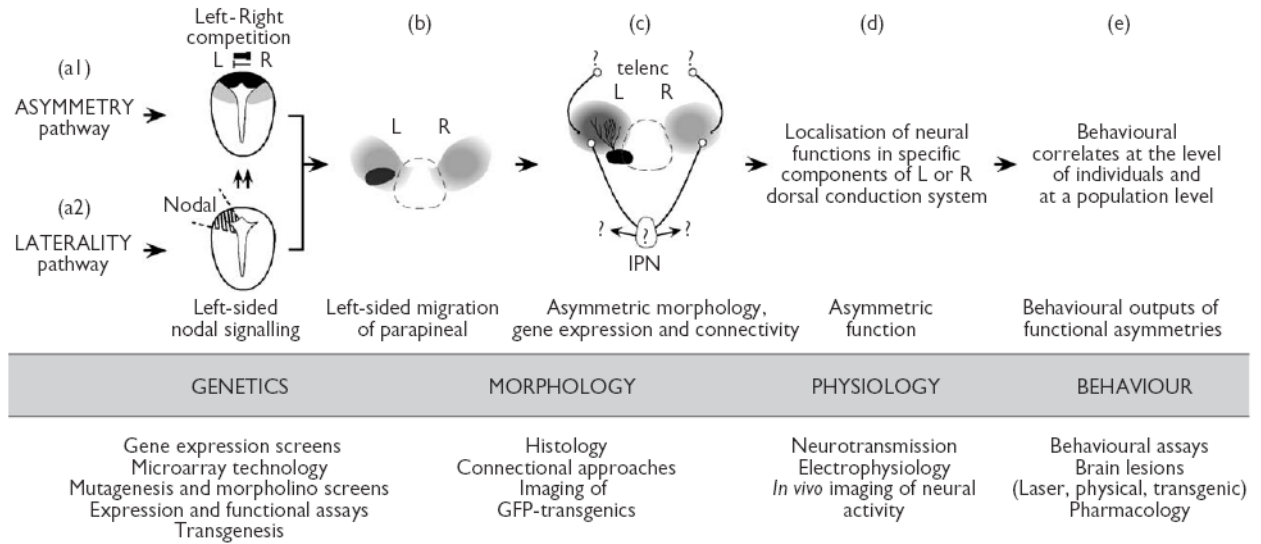 Left-Right
competition
L R
(a1)
ASYMMETRY
pathway
(a2)
LATERALITY
pathway
Nodal
Left-sided
nodal signalling
(b)
L R
Left-sided migration
of parapineal
(c)
? telenc ?
L R
? ? ?
IPN
Asymmetric morphology,
gene expression and connectivity
(d)
Localisation of neural
functions in specific
components of L or R
dorsal conduction system
Asymmetric
function
(e)
Behavioural
correlates at the level
of individuals and
at a population level
Behavioural outputs of
functional asymmetries
GENETICS
MORPHOLOGY
PHYSIOLOGY
BEHAVIOUR
Gene expression screens
Microarray technology
Mutagenesis and morpholino screens
Expression and functional assays
Transgenesis
Histology
Connectional approaches
Imaging of
GFP-transgenics
Neurotransmission
Electrophysiology
In vivo imaging of neural
activity
Behavioural assays
Brain lesions
(Laser, physical, transgenic)
Pharmacology